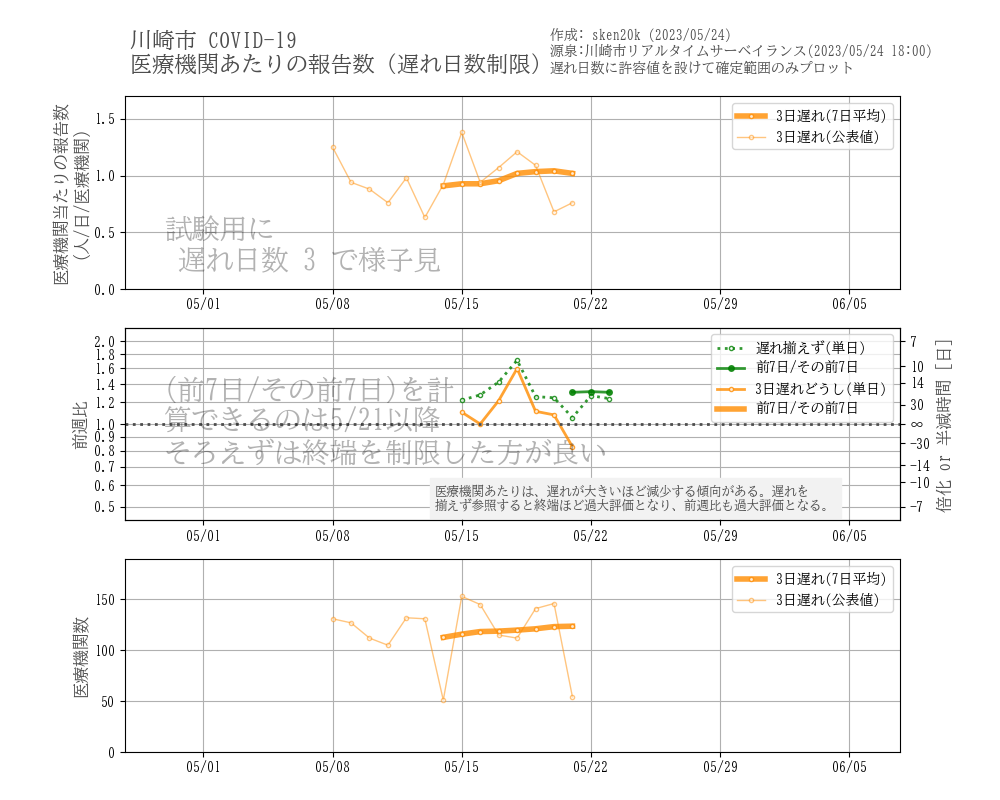 川崎市 COVID-19
医療機関あたりの報告数 (遅れ日数制限)
作成: sken20k (2023/05/24)
源泉:川崎市リアルタイムサーベイランス(2023/05/24 18:00)
遅れ日数に許容値を設けて確定範囲のみプロット
医療機関当たりの報告数
(人/日/医療機関)
1.5
1.0
0.5
0.0
3日遅れ(7日平均)
3日遅れ(公表値)
試験用に
遅れ日数 3 で様子見
05/01 05/08 05/15 05/22 05/29 06/05
前週比
2.0
1.8
1.6
1.4
1.2
1.0
0.9
0.8
0.7
0.6
0.5
遅れ揃えず(単日)
前7日/その前7日
3日遅れどうし(単日)
前7日/その前7日
(前7日/その前7日)を計
算できるのは5/21以降
そろえずは終端を制限した方が良い
医療機関あたりは、遅れが大きいほど減少する傾向がある。遅れを
揃えず参照すると終端ほど過大評価となり、前週比も過大評価となる。
7
10
14
30
∞
-30
-14
-10
-7
倍化 or 半減時間 [日]
05/01 05/08 05/15 05/22 05/29 06/05
医療機関数
150
100
50
0
3日遅れ(7日平均)
3日遅れ(公表値)
05/01 05/08 05/15 05/22 05/29 06/05